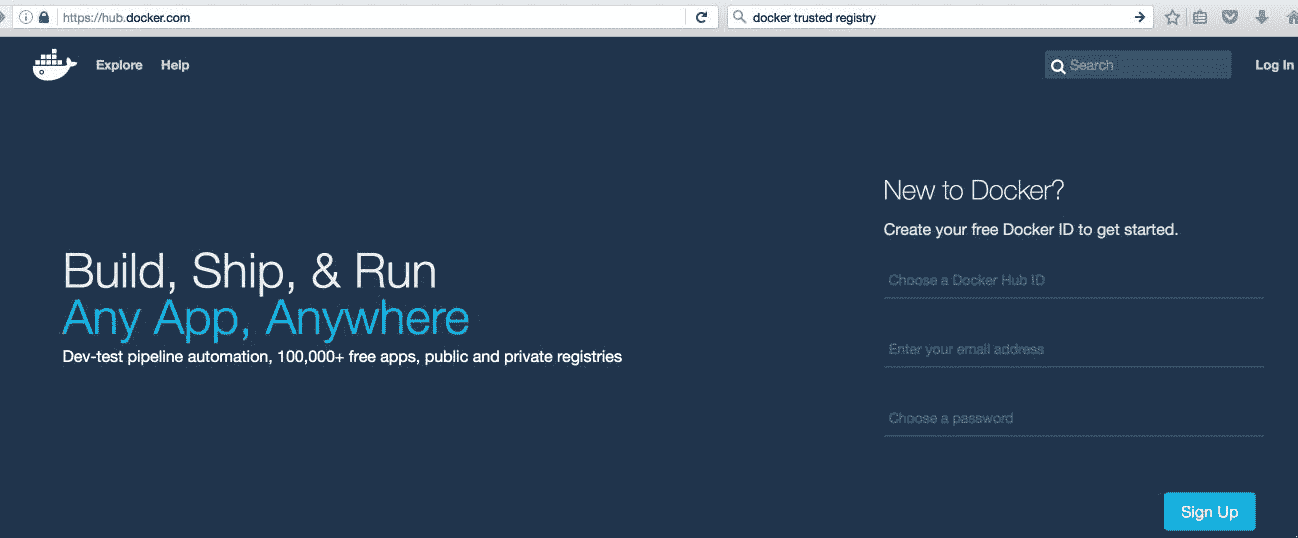 https://hub.docker.com
docker trusted registry
Explore
Help
Search
Log In
New to Docker?
Create your free Docker ID to get started.
Choose a Docker Hub ID
Enter your email address
Choose a password
Sign Up
Build, Ship, & Run
Any App, Anywhere
Dev-test pipeline automation, 100,000+ free apps, public and private registries